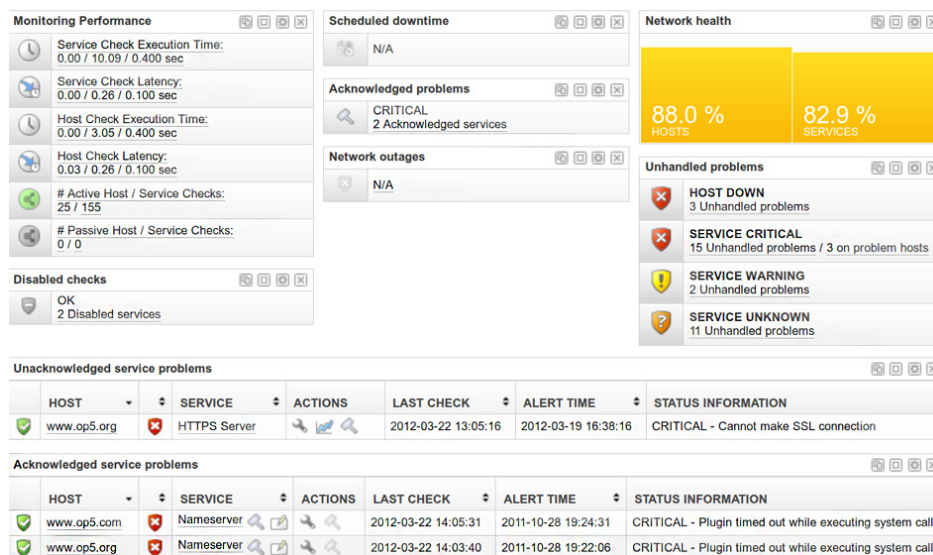 Monitoring Performance
Service Check Execution Time:
0.00 / 10.09 / 0.400 sec
Service Check Latency:
0.00 / 0.26 / 0.100 sec
Host Check Execution Time:
0.00 / 3.05 / 0.400 sec
Host Check Latency:
0.03 / 0.26 / 0.100 sec
# Active Host / Service Checks:
25 / 155
# Passive Host / Service Checks:
0 / 0
Disabled checks
OK
2 Disabled services
Scheduled downtime
N/A
Acknowledged problems
CRITICAL
2 Acknowledged services
Network outages
N/A
Network health
88.0 %
HOSTS
82.9 %
SERVICES
Unhandled problems
HOST DOWN
3 Unhandled problems
SERVICE CRITICAL
15 Unhandled problems / 3 on problem hosts
SERVICE WARNING
2 Unhandled problems
SERVICE UNKNOWN
11 Unhandled problems
Unacknowledged service problems
HOST SERVICE ACTIONS LAST CHECK ALERT TIME STATUS INFORMATION
www.op5.org HTTPS Server 2012-03-22 13:05:16 2012-03-19 16:38:16 CRITICAL - Cannot make SSL connection
Acknowledged service problems
HOST SERVICE ACTIONS LAST CHECK ALERT TIME STATUS INFORMATION
www.op5.com Nameserver 2012-03-22 14:05:31 2011-10-28 19:24:31 CRITICAL - Plugin timed out while executing system call
www.op5.org Nameserver 2012-03-22 14:03:40 2011-10-28 19:22:06 CRITICAL - Plugin timed out while executing system call